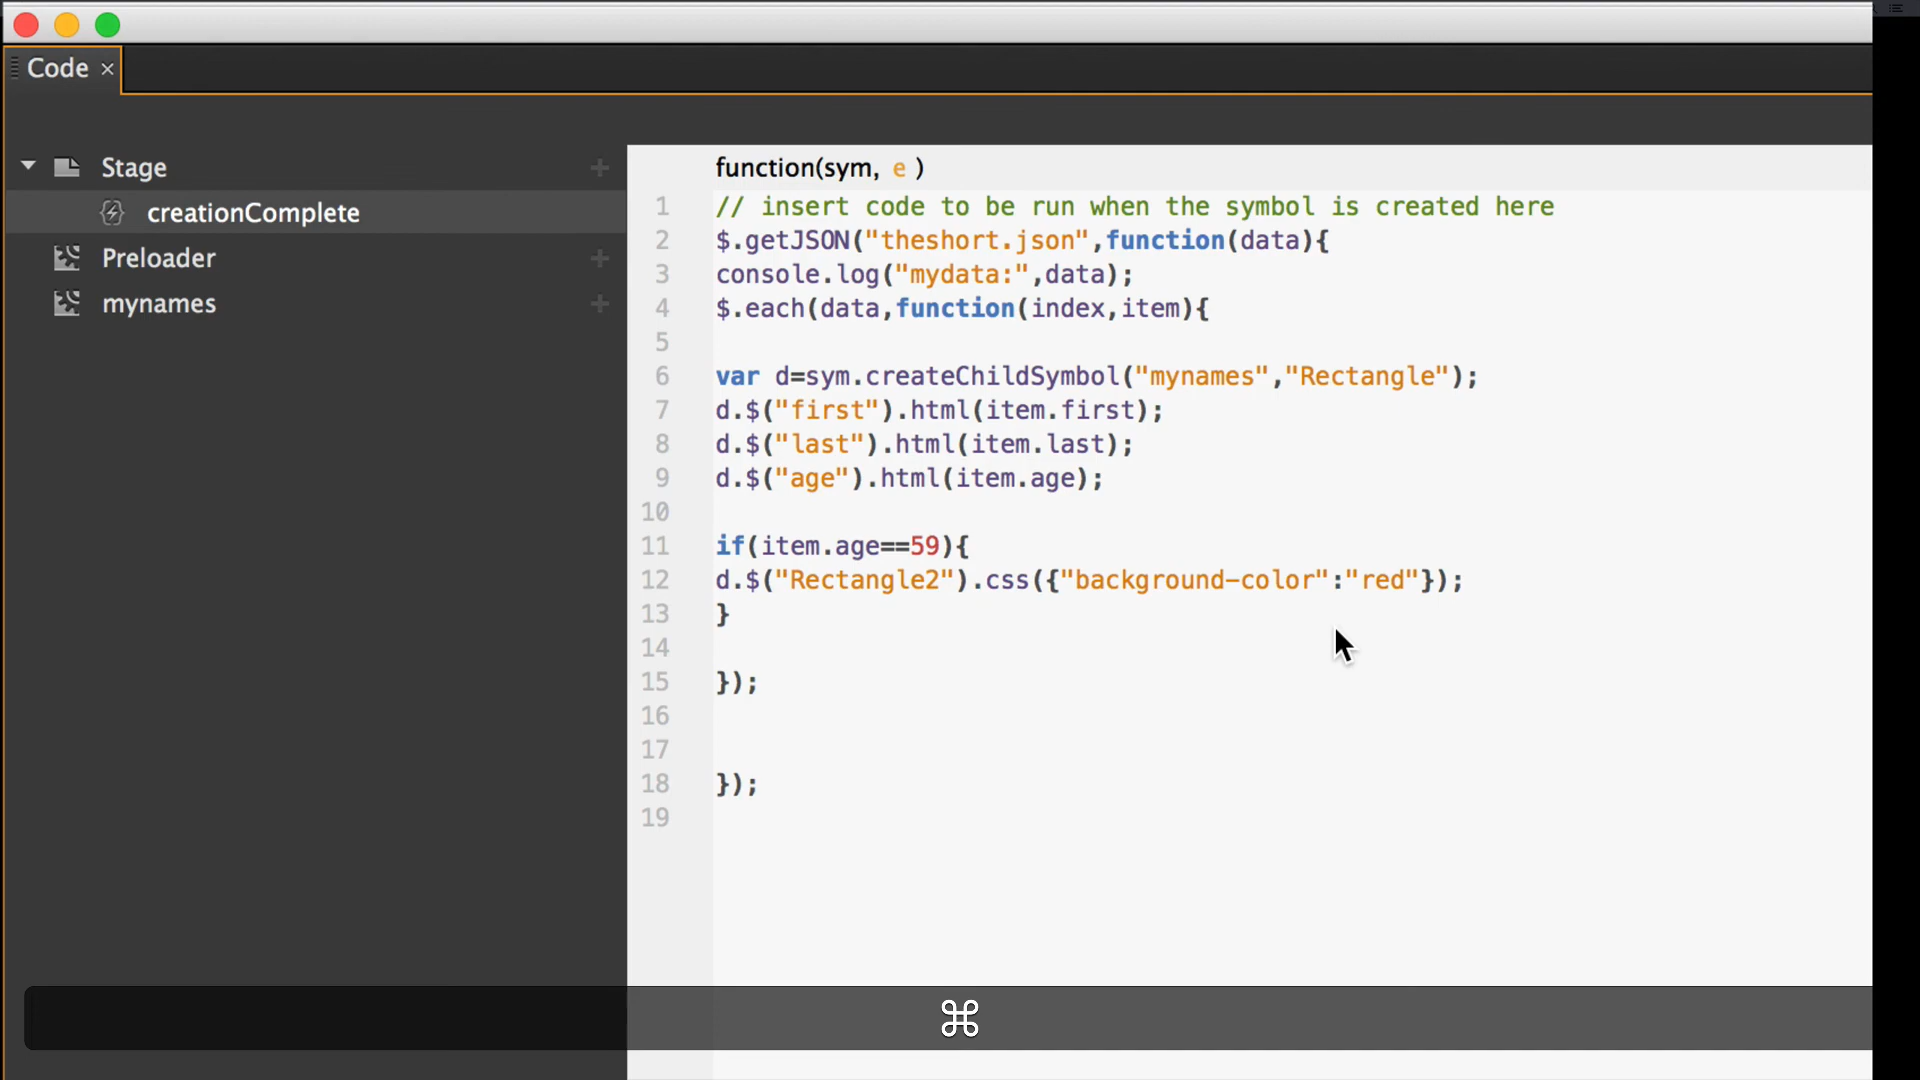 Code ×
Stage
creationComplete
Preloader
mynames
function(sym, e )
1 // insert code to be run when the symbol is created here
2 $.getJSON("theshort.json",function(data){
3 console.log("mydata:",data);
4 $.each(data,function(index,item){
5
6 var d=sym.createChildSymbol("mynames","Rectangle");
7 d.$("first").html(item.first);
8 d.$("last").html(item.last);
9 d.$("age").html(item.age);
10
11 if(item.age==59){
12 d.$("Rectangle2").css({"background-color":"red"});
13 }
14
15 });
16
17
18 });
19
⌘